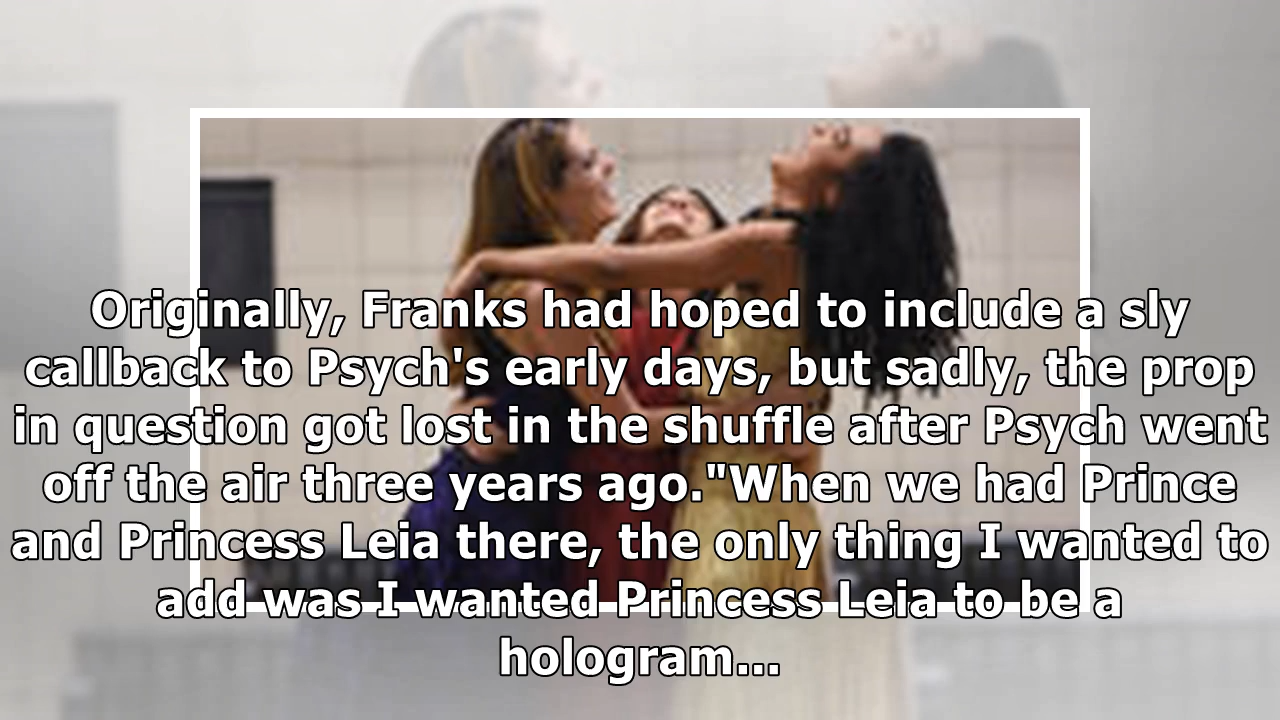 Originally, Franks had hoped to include a sly
callback to Psych's early days, but sadly, the prop
in question got lost in the shuffle after Psych went
off the air three years ago."When we had Prince
and Princess Leia there, the only thing I wanted to
add was I wanted Princess Leia to be a
hologram...